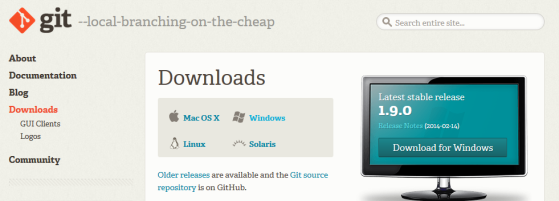 git --local-branching-on-the-cheap
Search entire site...
About
Documentation
Blog
Downloads
GUI Clients
Logos
Community
Downloads
Mac OS X
Windows
Linux
Solaris
Older releases are available and the Git source
repository is on GitHub.
Latest stable release
1.9.0
Release Notes (2014-02-14)
Download for Windows